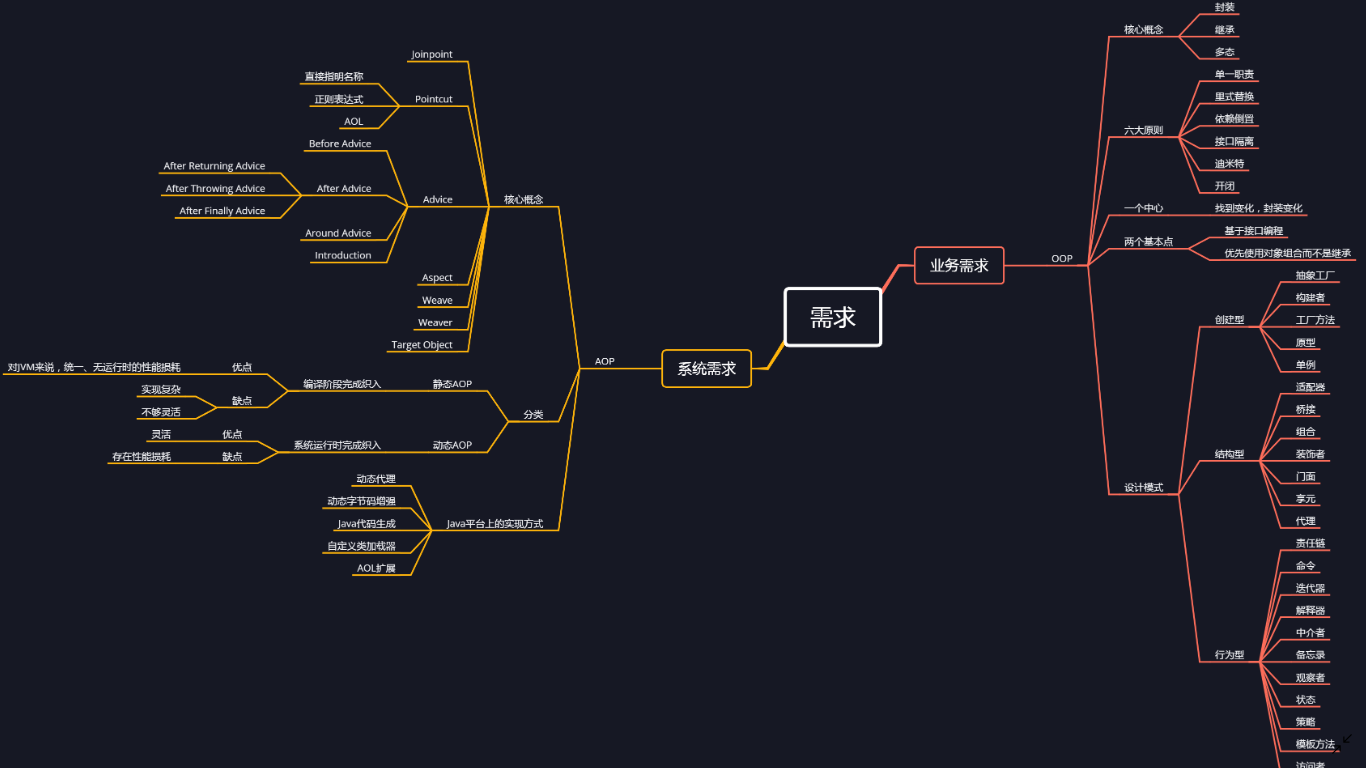 需求
业务需求
OOP
核心概念
封装
继承
多态
六大原则
单一职责
里式替换
依赖倒置
接口隔离
迪米特
开闭
一个中心
找到变化，封装变化
两个基本点
基于接口编程
优先使用对象组合而不是继承
设计模式
创建型
抽象工厂
构建者
工厂方法
原型
单例
结构型
适配器
桥接
组合
装饰者
门面
享元
代理
行为型
责任链
命令
迭代器
解释器
中介者
备忘录
观察者
状态
策略
模板方法
访问者
系统需求
AOP
核心概念
Joinpoint
Pointcut
直接指明名称
正则表达式
AOL
Advice
Before Advice
After Advice
After Returning Advice
After Throwing Advice
After Finally Advice
Around Advice
Introduction
Aspect
Weave
Weaver
Target Object
分类
静态AOP
编译阶段完成织入
优点
对JVM来说，统一、无运行时的性能损耗
缺点
实现复杂
不够灵活
动态AOP
系统运行时完成织入
优点
灵活
缺点
存在性能损耗
Java平台上的实现方式
动态代理
动态字节码增强
Java代码生成
自定义类加载器
AOL扩展